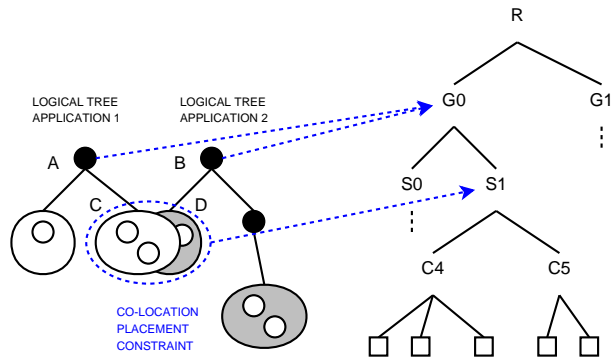 R
LOGICAL TREE
APPLICATION 1
LOGICAL TREE
APPLICATION 2
G0
G1
A
B
C
D
S0
S1
C4
C5
CO-LOCATION
PLACEMENT
CONSTRAINT